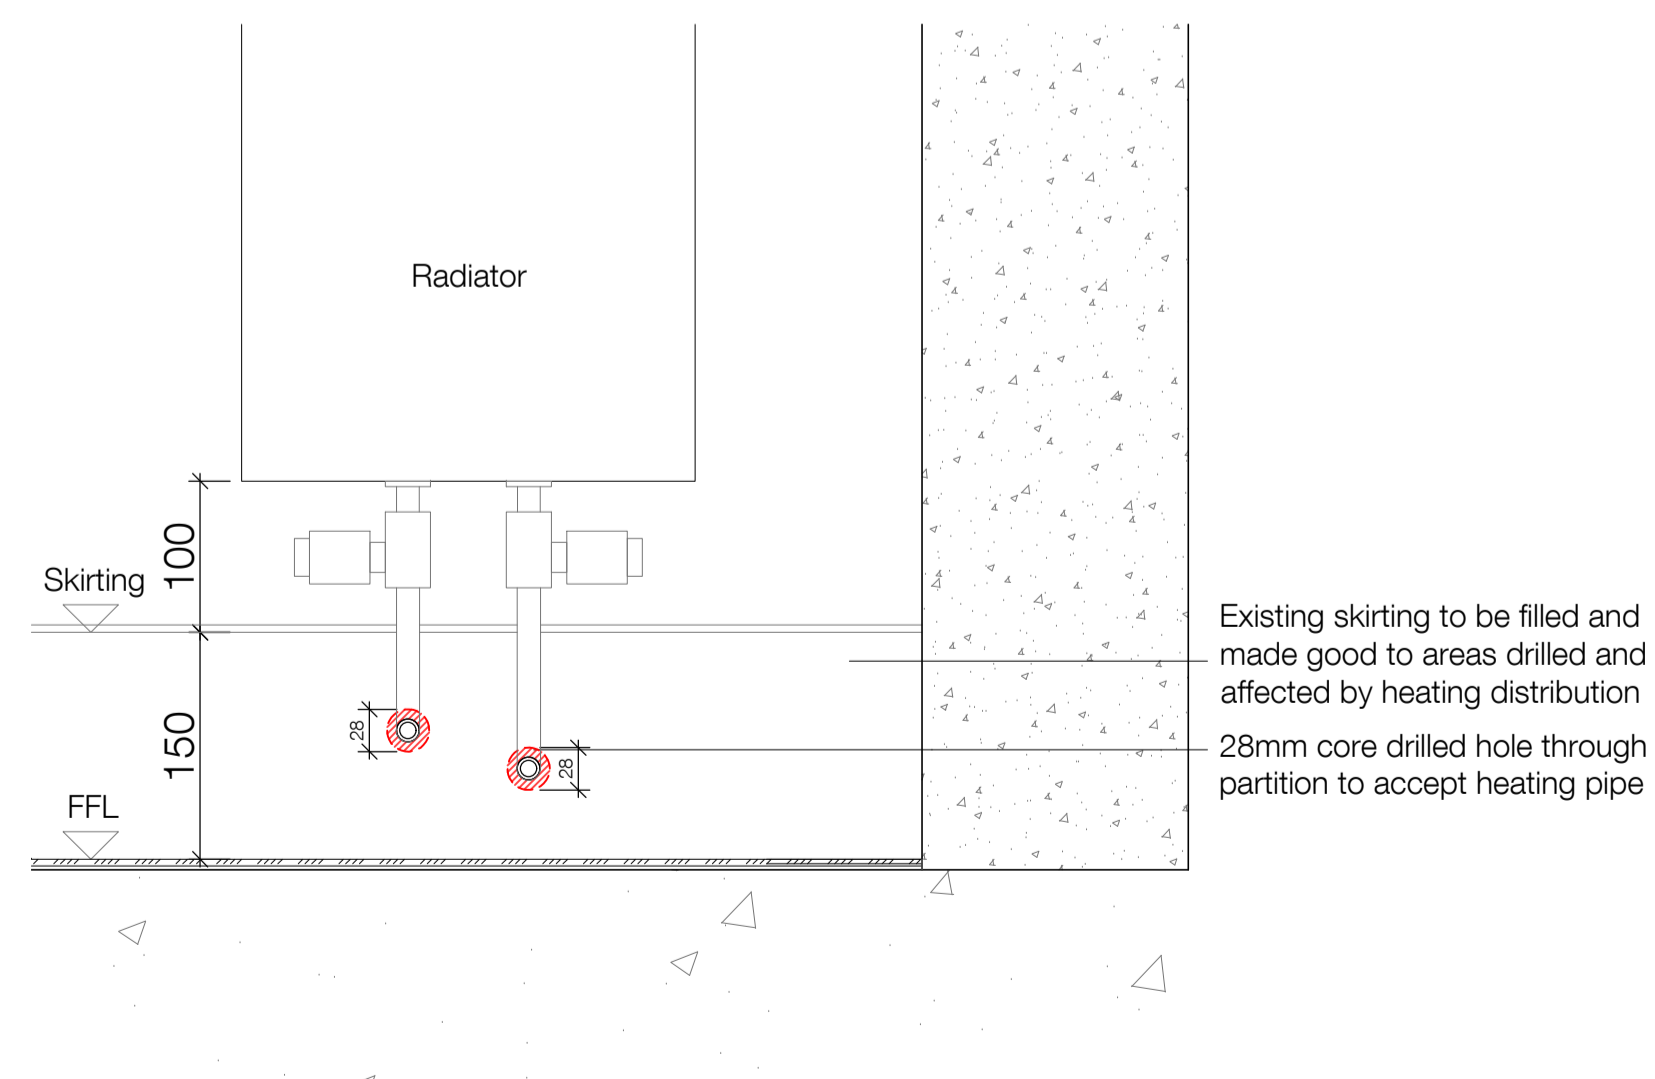 Radiator
100
Skirting
Existing skirting to be filled and
made good to areas drilled and
affected by heating distribution
28
150
28
28mm core drilled hole through
partition to accept heating pipe
FFL